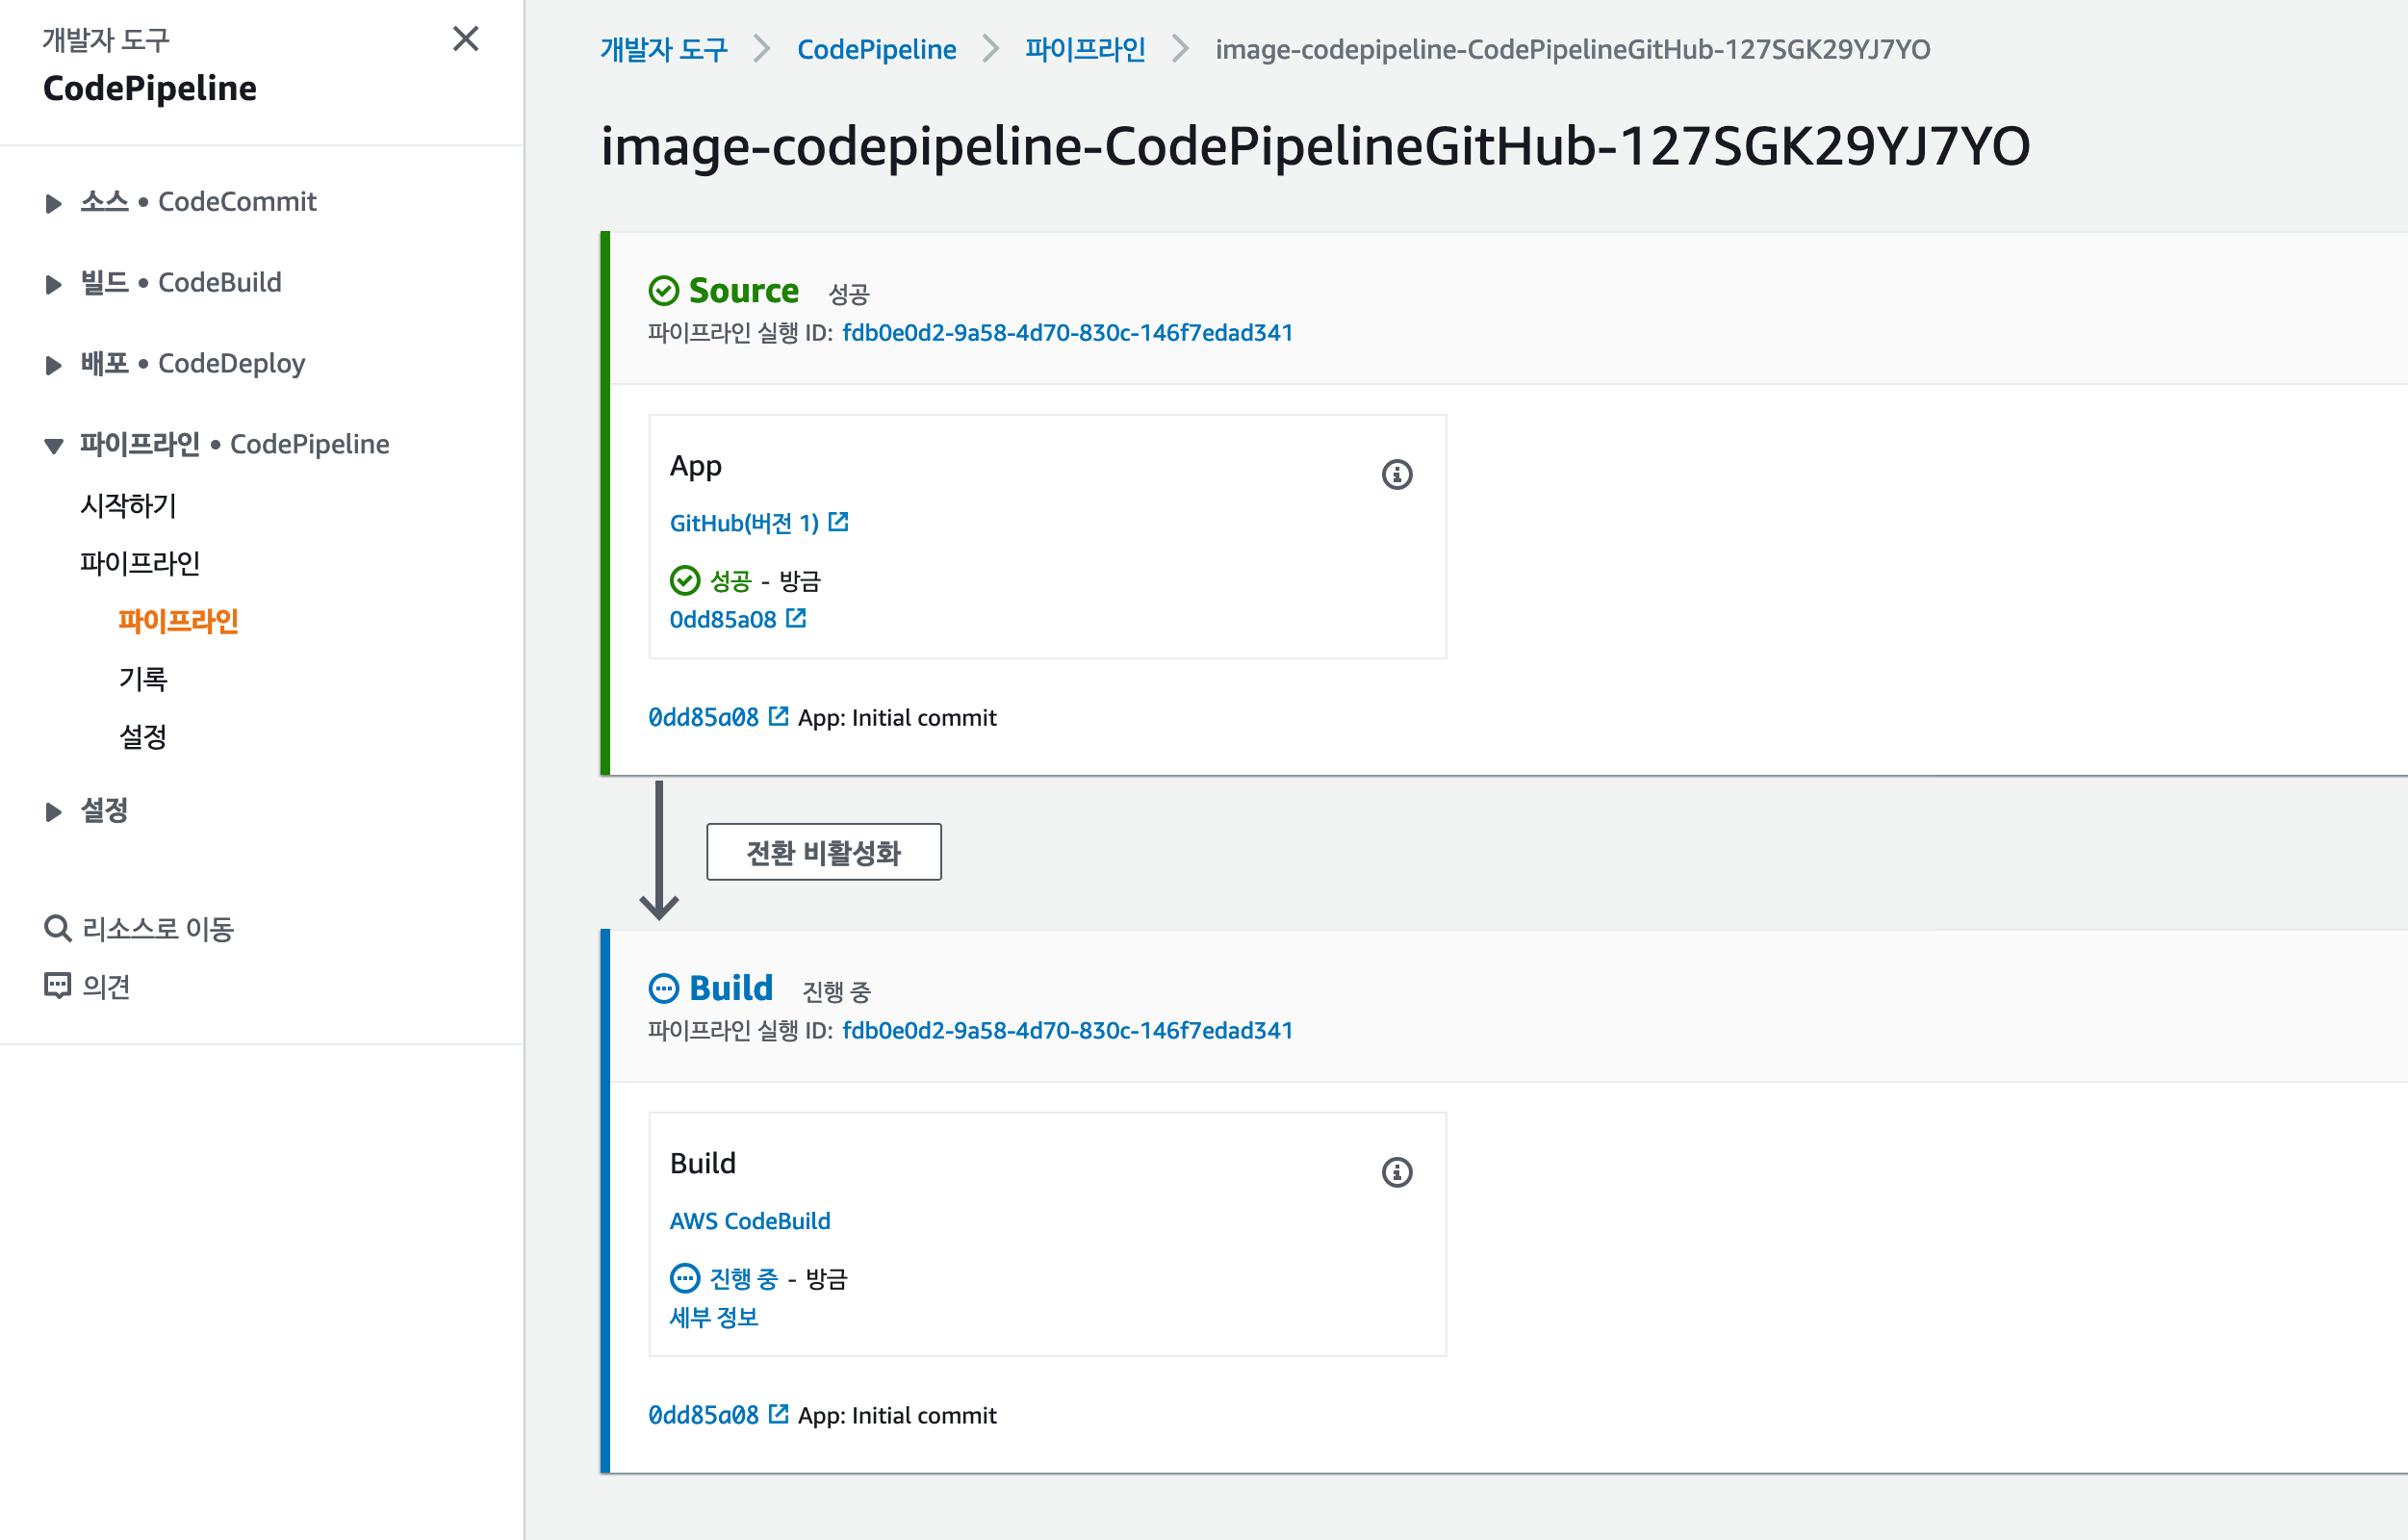 개발자 도구
CodePipeline
소스 • CodeCommit
빌드 • CodeBuild
배포 • CodeDeploy
파이프라인 • CodePipeline
시작하기
파이프라인
파이프라인
기록
설정
설정
리소스로 이동
의견
개발자 도구 > CodePipeline > 파이프라인 > image-codepipeline-CodePipelineGitHub-127SGK29YJ7YO
image-codepipeline-CodePipelineGitHub-127SGK29YJ7YO
Source 성공
파이프라인 실행 ID: fdb0e0d2-9a58-4d70-830c-146f7edad341
App
GitHub(버전 1)
성공 - 방금
0dd85a08
0dd85a08 App: Initial commit
전환 비활성화
Build 진행 중
파이프라인 실행 ID: fdb0e0d2-9a58-4d70-830c-146f7edad341
Build
AWS CodeBuild
진행 중 - 방금
세부 정보
0dd85a08 App: Initial commit